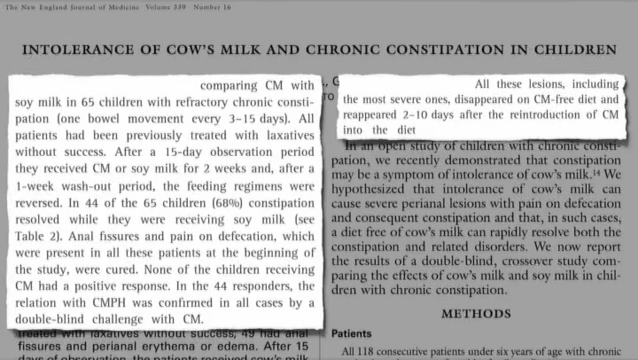 The New England Journal of Medicine Volume 339 Number 16
INTOLERANCE OF COW'S MILK AND CHRONIC CONSTIPATION IN CHILDREN
comparing CM with
soy milk in 65 children with refractory chronic consti-
pation (one bowel movement every 3–15 days). All
patients had been previously treated with laxatives
without success. After a 15-day observation period
they received CM or soy milk for 2 weeks and, after a
1-week wash-out period, the feeding regimens were
reversed. In 44 of the 65 children (68%) constipation
resolved while they were receiving soy milk (see
Table 2). Anal fissures and pain on defecation, which
were present in all these patients at the beginning of
the study, were cured. None of the children receiving
CM had a positive response. In the 44 responders, the
relation with CMPH was confirmed in all cases by a
double-blind challenge with CM.
treated with laxatives without success; 49 had anal
fissures and perianal erythema or edema. After 15
days of observation, the patients received cow's milk
All these lesions, including
the most severe ones, disappeared on CM-free diet and
reappeared 2-10 days after the reintroduction of CM
into the diet
In an open study of children with chronic consti-
pation, we recently demonstrated that constipation
may be a symptom of intolerance of cow's milk.14 We
hypothesized that intolerance of cow's milk can
cause severe perianal lesions with pain on defecation
and consequent constipation and that, in such cases,
a diet free of cow's milk can rapidly resolve both the
constipation and related disorders. We now report
the results of a double-blind, crossover study com-
paring the effects of cow's milk and soy milk in chil-
dren with chronic constipation.
METHODS
Patients
All 118 consecutive patients under six years of age with chronic